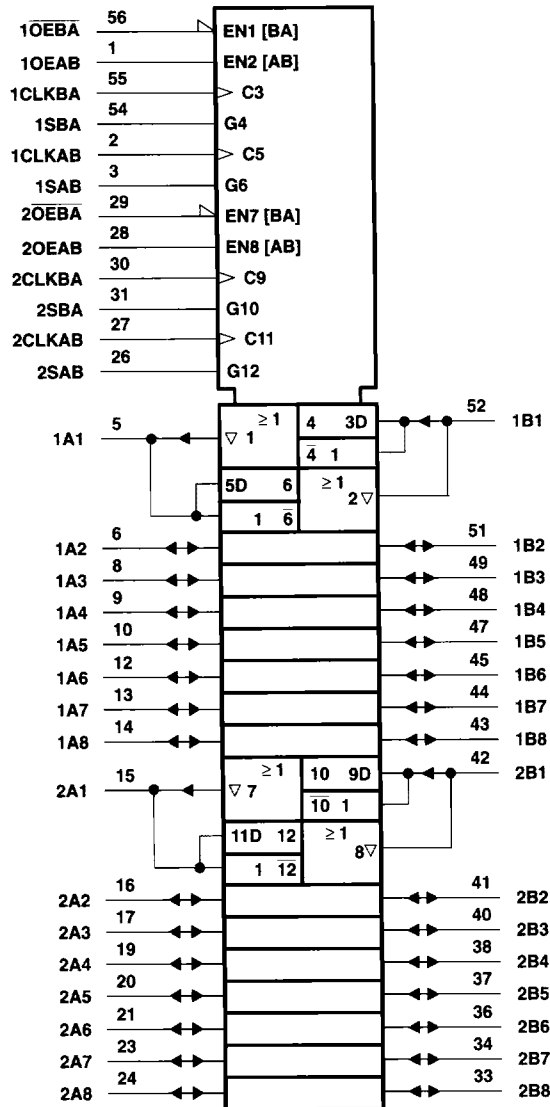 1O̅E̅B̅A̅ 56 EN1 [BA]
1OEAB 1 EN2 [AB]
1CLKBA 55 C3
1SBA 54 G4
1CLKAB 2 C5
1SAB 3 G6
2O̅E̅B̅A̅ 29 EN7 [BA]
2OEAB 28 EN8 [AB]
2CLKBA 30 C9
2SBA 31 G10
2CLKAB 27 C11
2SAB 26 G12
1A1 5 ▽ 1 ≥ 1 4 3D 52 1B1
4̅ 1
5D 6 ≥ 1 2▽
1 6̅
1A2 6 51 1B2
1A3 8 49 1B3
1A4 9 48 1B4
1A5 10 47 1B5
1A6 12 45 1B6
1A7 13 44 1B7
1A8 14 43 1B8
2A1 15 ▽ 7 ≥ 1 10 9D 42 2B1
1̅0̅ 1
11D 12 ≥ 1 8▽
1 1̅2̅
2A2 16 41 2B2
2A3 17 40 2B3
2A4 19 38 2B4
2A5 20 37 2B5
2A6 21 36 2B6
2A7 23 34 2B7
2A8 24 33 2B8